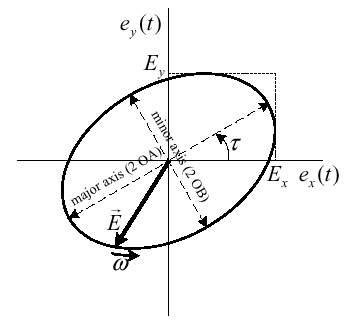 e_y(t)
E_y
major axis (2 OA)
minor axis (2 OB)
τ
E_x e_x(t)
E⃗
ω